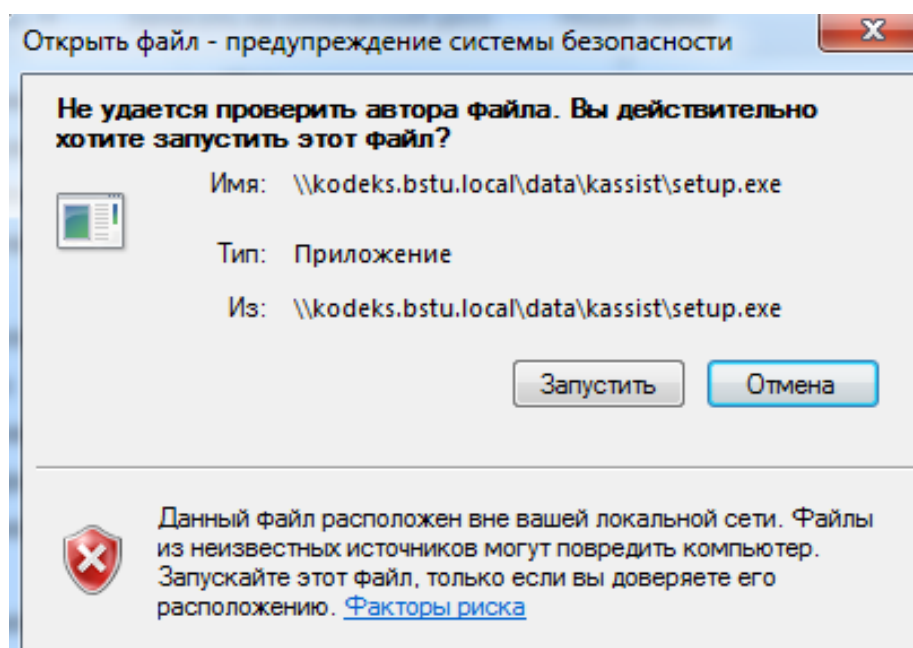 Открыть файл - предупреждение системы безопасности
Не удается проверить автора файла. Вы действительно
хотите запустить этот файл?
Имя: \\kodeks.bstu.local\data\kassist\setup.exe
Тип: Приложение
Из: \\kodeks.bstu.local\data\kassist\setup.exe
Запустить Отмена
Данный файл расположен вне вашей локальной сети. Файлы
из неизвестных источников могут повредить компьютер.
Запускайте этот файл, только если вы доверяете его
расположению. Факторы риска